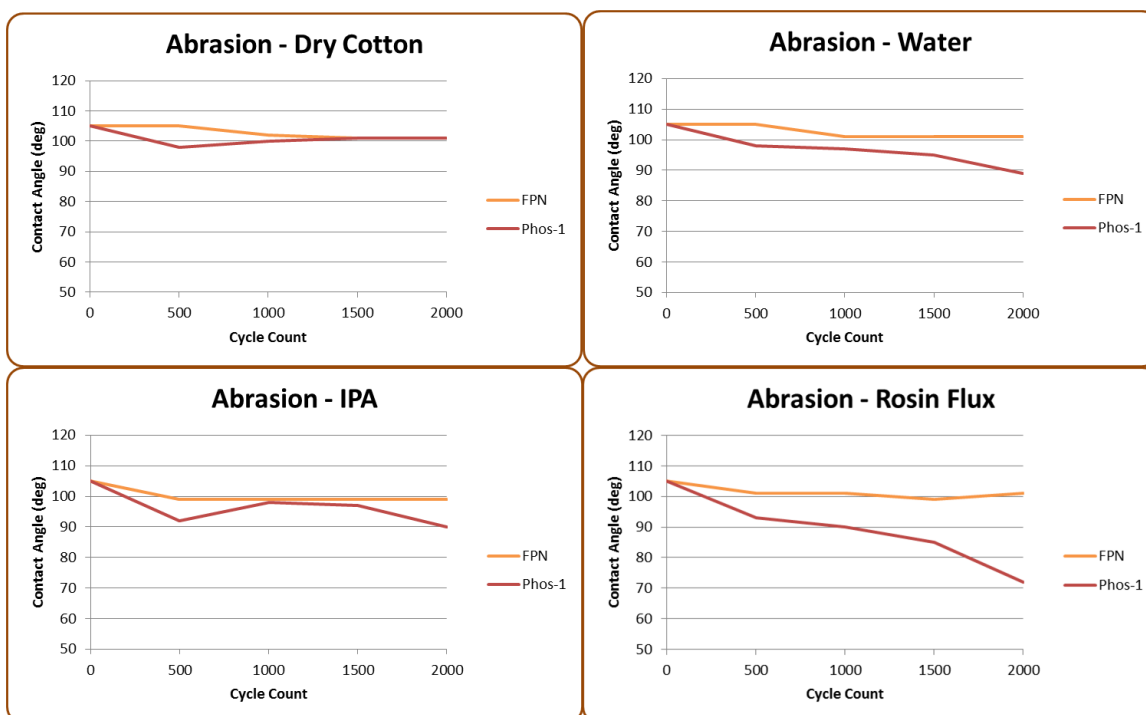 Abrasion - Dry Cotton
120
110
100
90
80
70
60
50
Contact Angle (deg)
0 500 1000 1500 2000
Cycle Count
FPN
Phos-1
Abrasion - Water
120
110
100
90
80
70
60
50
Contact Angle (deg)
0 500 1000 1500 2000
Cycle Count
FPN
Phos-1
Abrasion - IPA
120
110
100
90
80
70
60
50
Contact Angle (deg)
0 500 1000 1500 2000
Cycle Count
FPN
Phos-1
Abrasion - Rosin Flux
120
110
100
90
80
70
60
50
Contact Angle (deg)
0 500 1000 1500 2000
Cycle Count
FPN
Phos-1